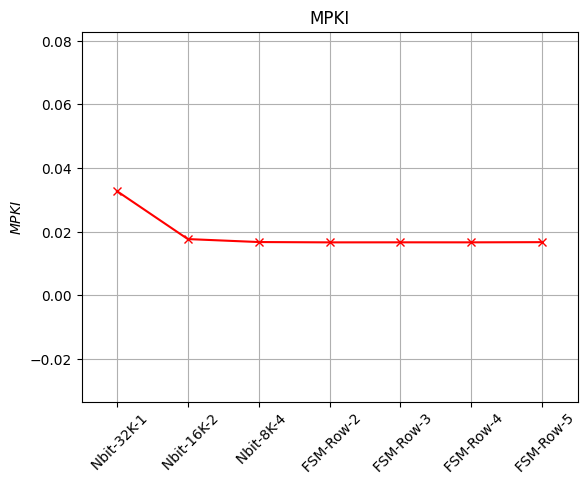 MPKI
MPKI
0.08
0.06
0.04
0.02
0.00
−0.02
Nbit-32K-1
Nbit-16K-2
Nbit-8K-4
FSM-Row-2
FSM-Row-3
FSM-Row-4
FSM-Row-5